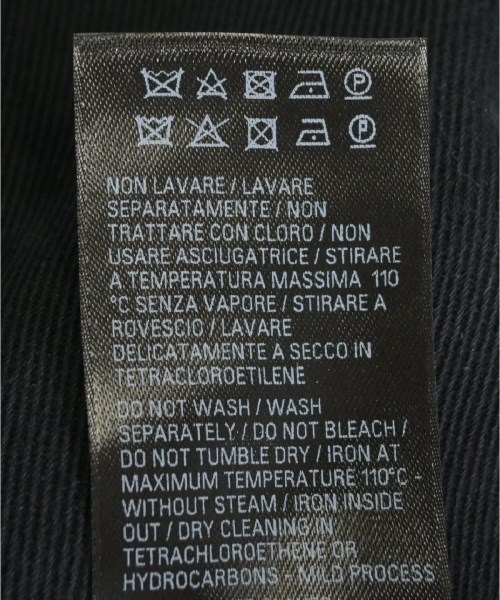 P
P
NON LAVARE / LAVARE
SEPARATAMENTE / NON
TRATTARE CON CLORO / NON
USARE ASCIUGATRICE / STIRARE
A TEMPERATURA MASSIMA 110
°C SENZA VAPORE / STIRARE A
ROVESCIO / LAVARE
DELICATAMENTE A SECCO IN
TETRACLOROETILENE
DO NOT WASH / WASH
SEPARATELY / DO NOT BLEACH /
DO NOT TUMBLE DRY / IRON AT
MAXIMUM TEMPERATURE 110°C -
WITHOUT STEAM / IRON INSIDE
OUT / DRY CLEANING IN
TETRACHLOROETHENE OR
HYDROCARBONS - MILD PROCESS